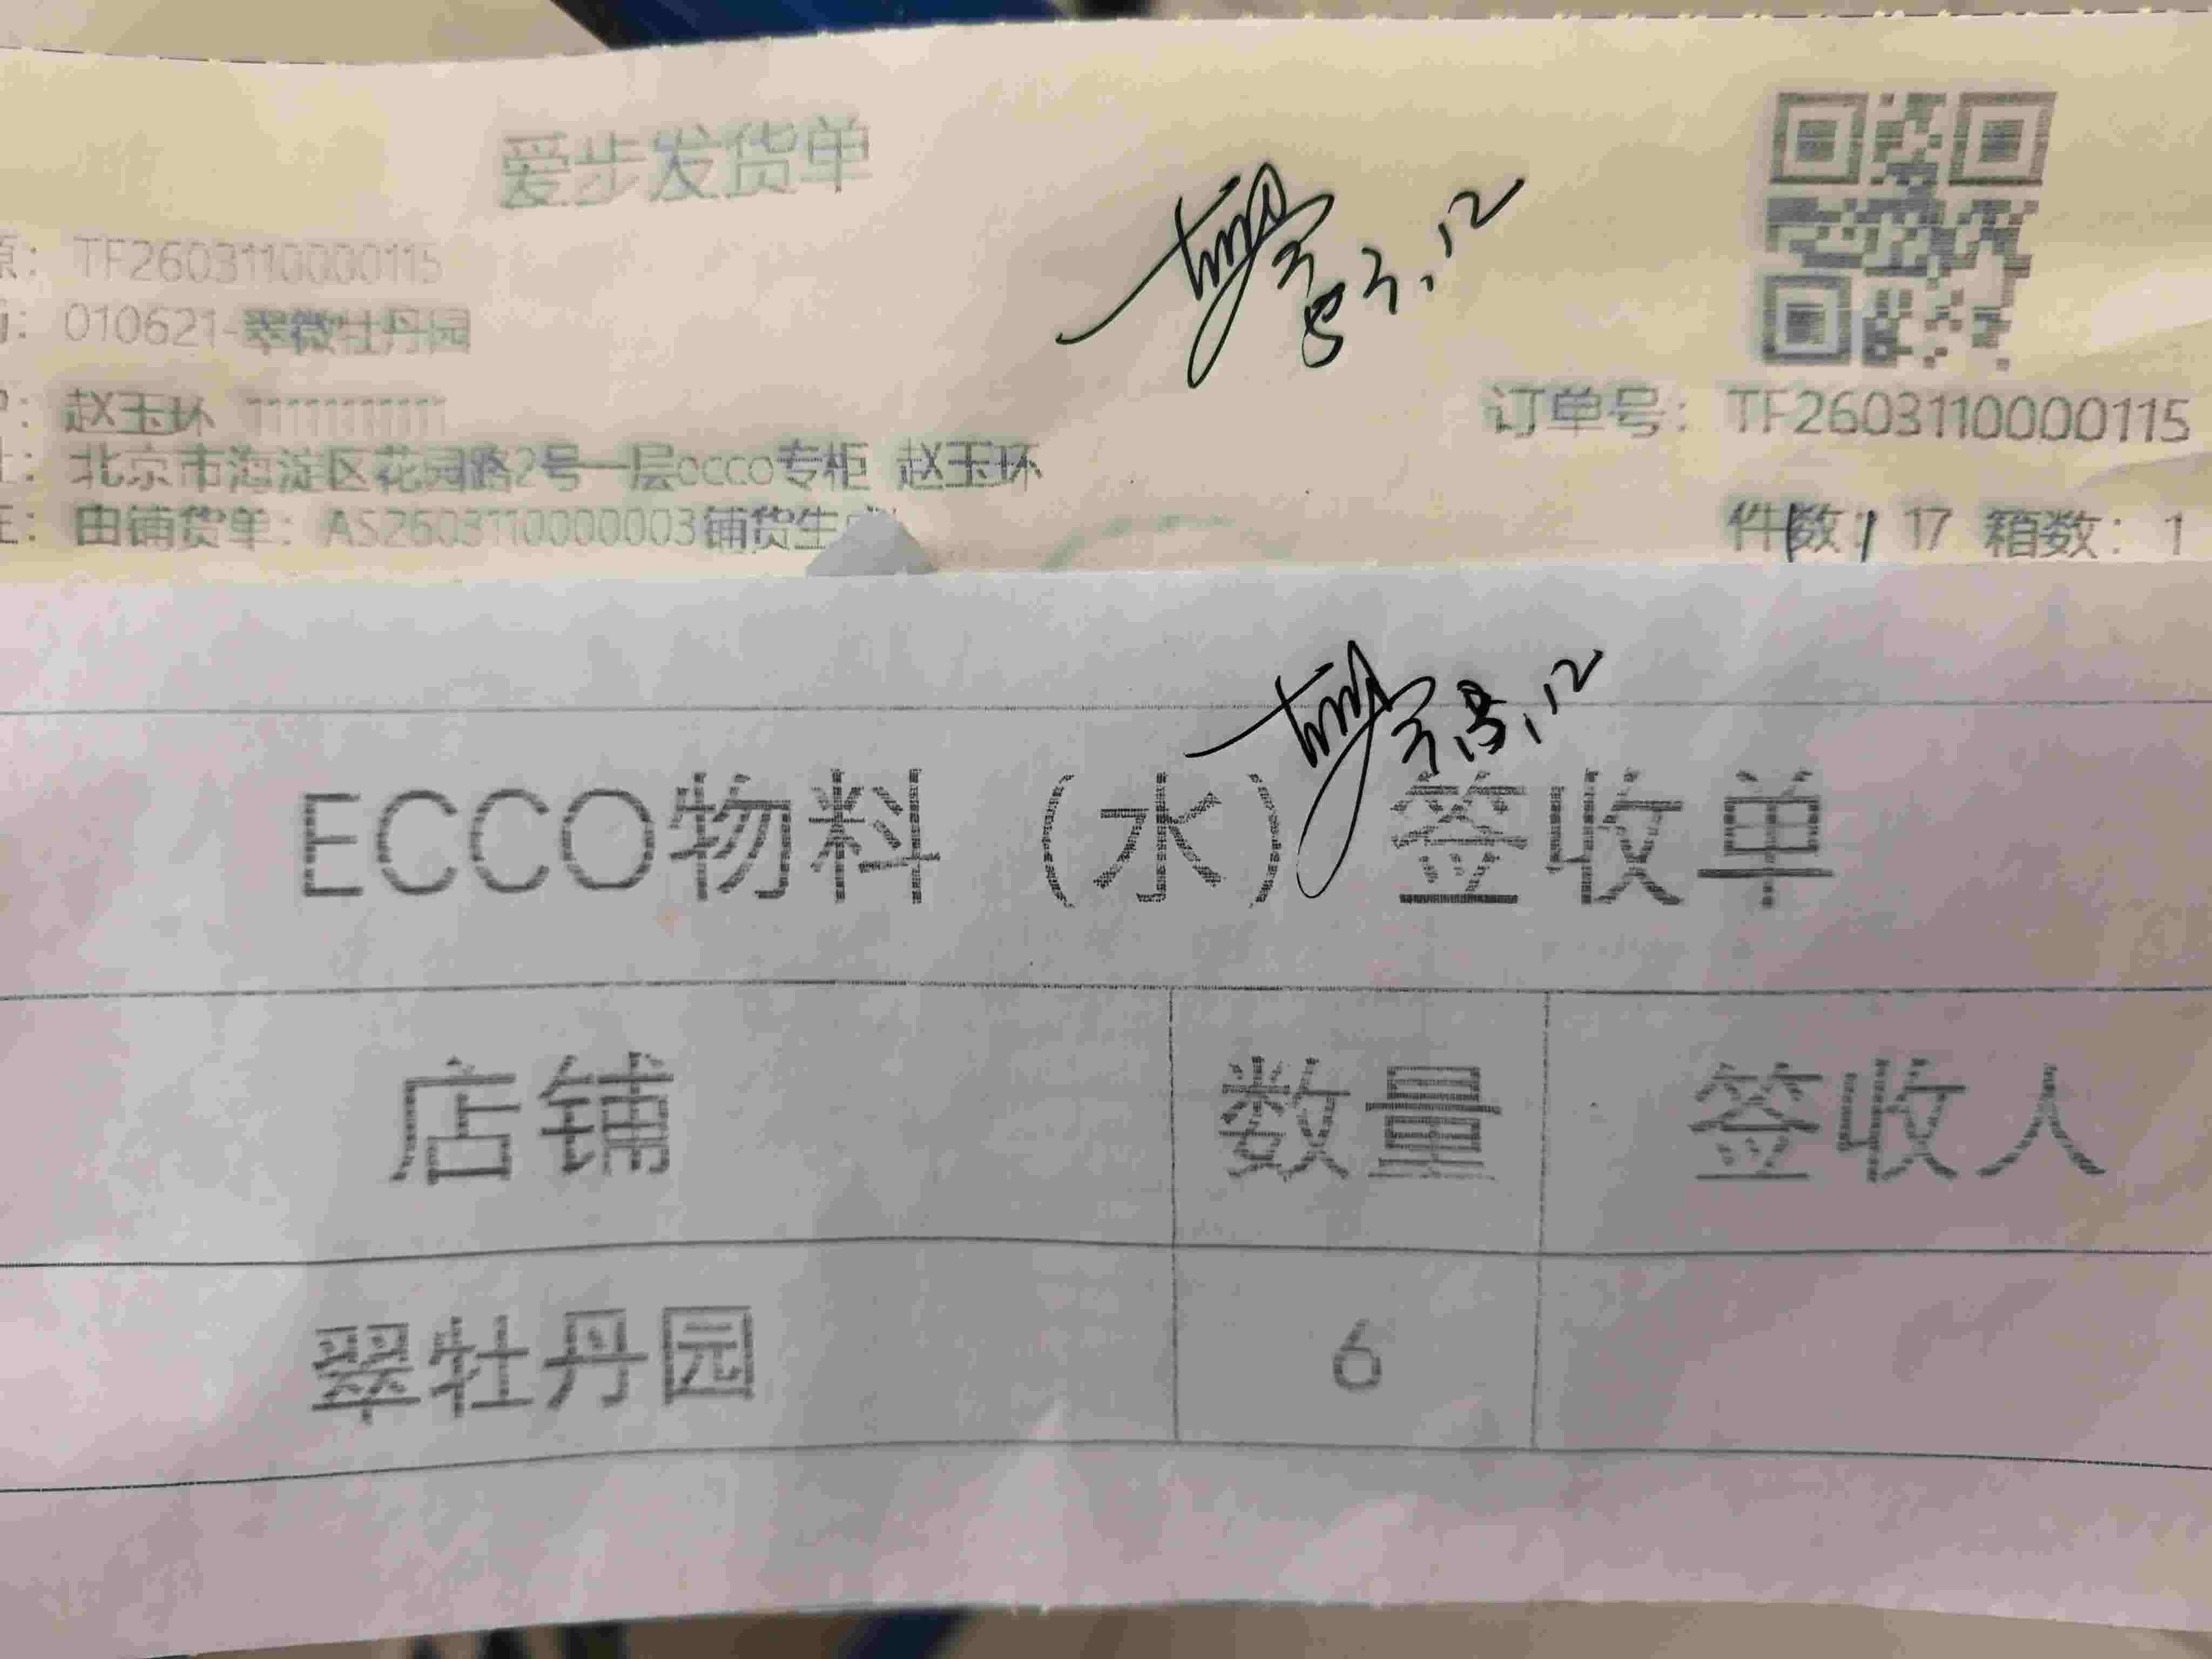 爱步发货单
TF2603110000115
010621-翠微牡丹园
赵玉环 11111111111
订单号：TF2603110000115
北京市海淀区花园路2号一层ecco专柜 赵玉环
由铺货单：AS2603110000003铺货生
件数：17 箱数：1
3.12
ECCO物料（水）签收单
店铺 数量 签收人
翠牡丹园 6